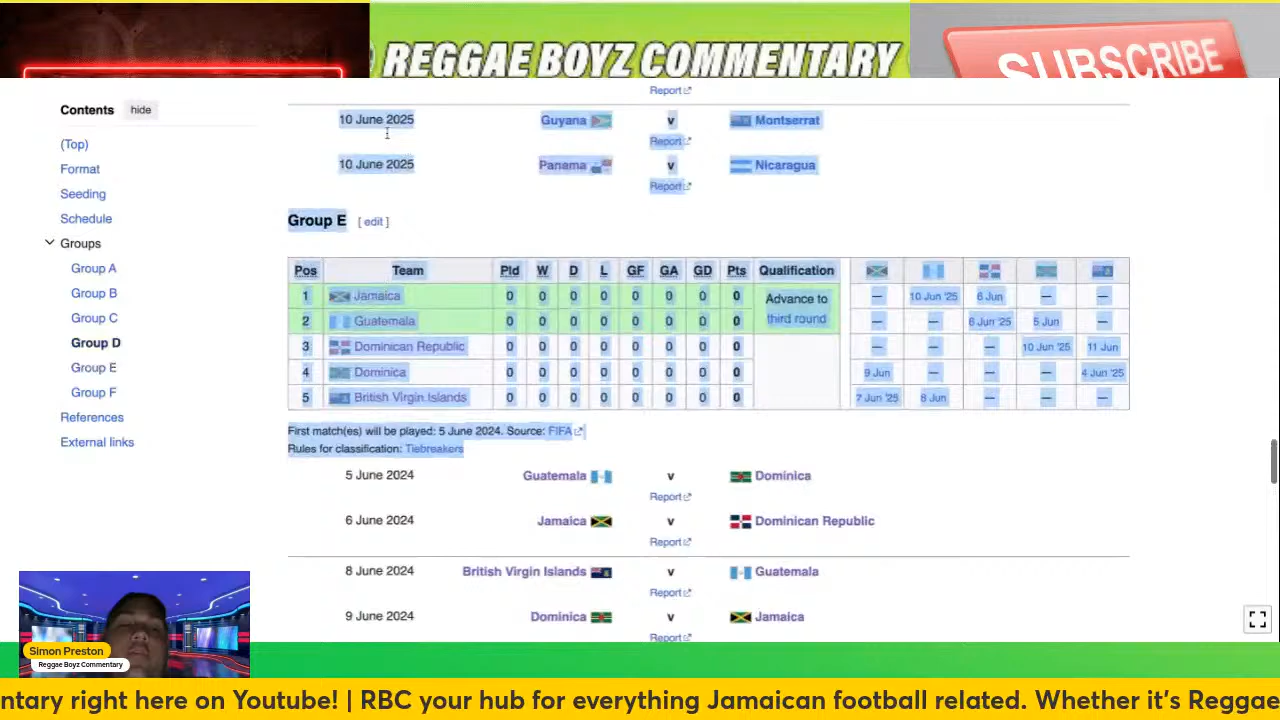 REGGAE BOYZ COMMENTARY
SUBSCRIBE
Contents hide
(Top)
Format
Seeding
Schedule
Groups
Group A
Group B
Group C
Group D
Group E
Group F
References
External links
Report
10 June 2025 Guyana v Montserrat
Report
10 June 2025 Panama v Nicaragua
Report
Group E [ edit ]
Pos Team Pld W D L GF GA GD Pts Qualification
1 Jamaica 0 0 0 0 0 0 0 0 Advance to third round — 10 Jun '25 6 Jun — —
2 Guatemala 0 0 0 0 0 0 0 0 — — 6 Jun '25 5 Jun —
3 Dominican Republic 0 0 0 0 0 0 0 0 — — — 10 Jun '25 11 Jun
4 Dominica 0 0 0 0 0 0 0 0 9 Jun — — — 4 Jun '25
5 British Virgin Islands 0 0 0 0 0 0 0 0 7 Jun '25 8 Jun — — —
First match(es) will be played: 5 June 2024. Source: FIFA
Rules for classification: Tiebreakers
5 June 2024 Guatemala v Dominica
Report
6 June 2024 Jamaica v Dominican Republic
Report
8 June 2024 British Virgin Islands v Guatemala
Report
9 June 2024 Dominica v Jamaica
Report
Simon Preston
Reggae Boyz Commentary
ntary right here on Youtube! | RBC your hub for everything Jamaican football related. Whether it's Reggae